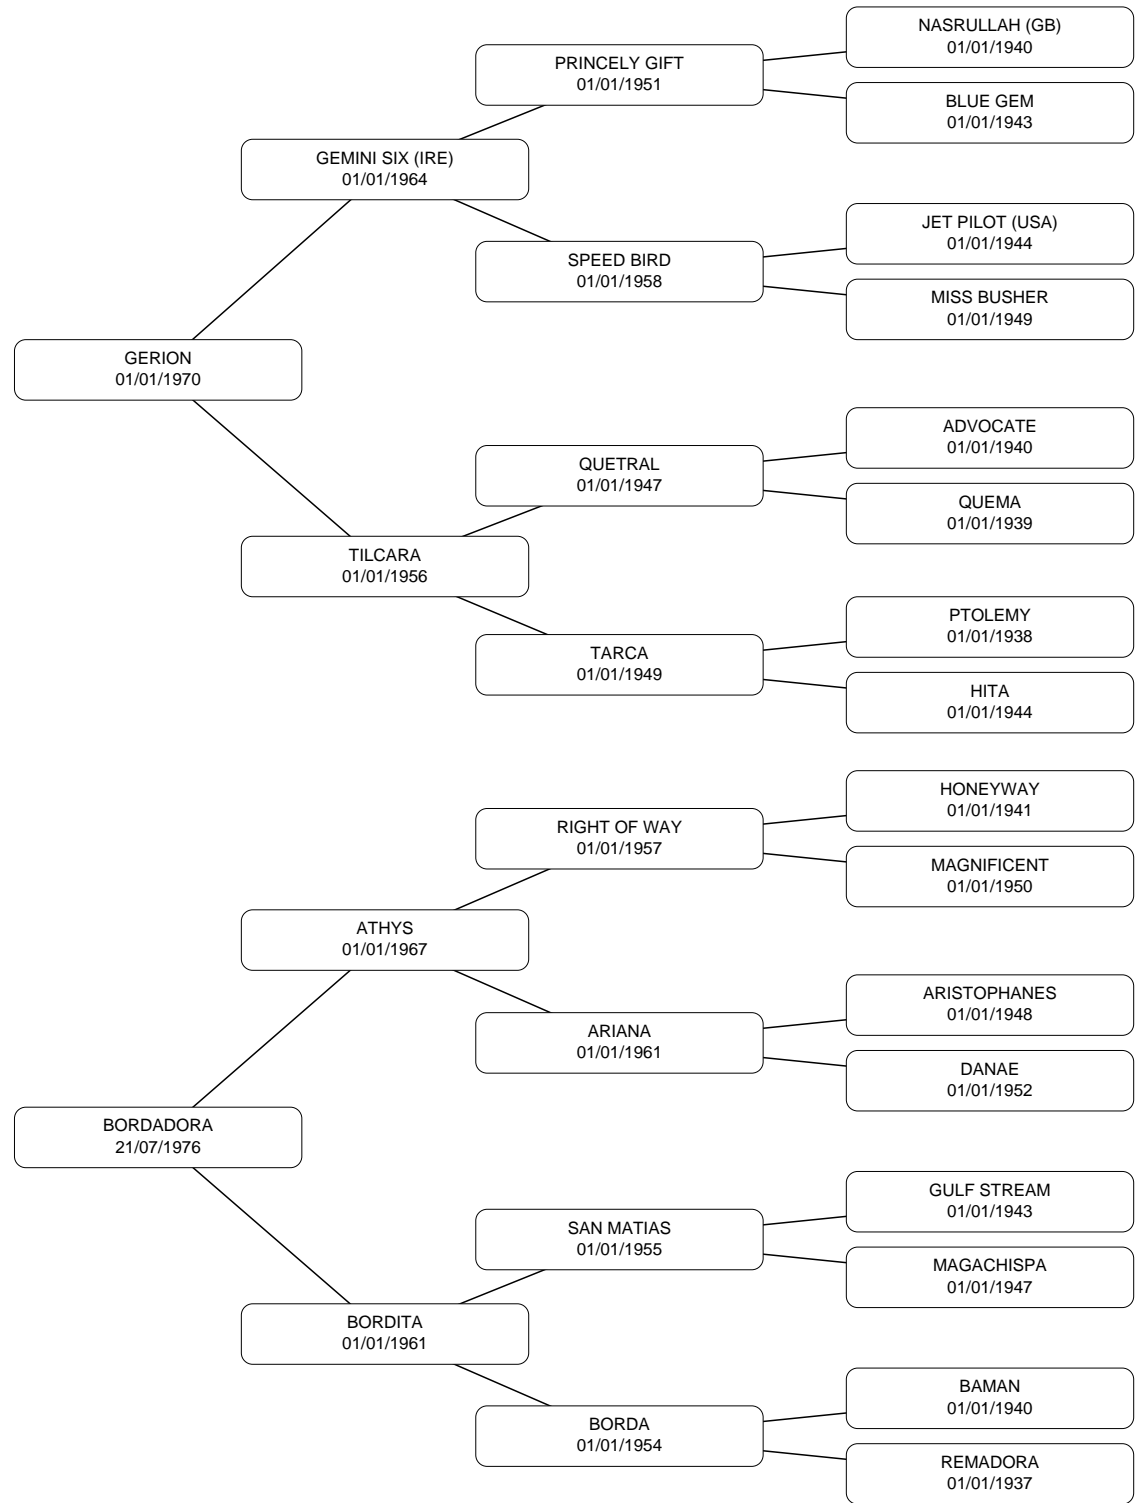 NASRULLAH (GB)
01/01/1940
PRINCELY GIFT
01/01/1951
BLUE GEM
01/01/1943
GEMINI SIX (IRE)
01/01/1964
JET PILOT (USA)
01/01/1944
SPEED BIRD
01/01/1958
MISS BUSHER
01/01/1949
GERION
01/01/1970
ADVOCATE
01/01/1940
QUETRAL
01/01/1947
QUEMA
01/01/1939
TILCARA
01/01/1956
PTOLEMY
01/01/1938
TARCA
01/01/1949
HITA
01/01/1944
HONEYWAY
01/01/1941
RIGHT OF WAY
01/01/1957
MAGNIFICENT
01/01/1950
ATHYS
01/01/1967
ARISTOPHANES
01/01/1948
ARIANA
01/01/1961
DANAE
01/01/1952
BORDADORA
21/07/1976
GULF STREAM
01/01/1943
SAN MATIAS
01/01/1955
MAGACHISPA
01/01/1947
BORDITA
01/01/1961
BAMAN
01/01/1940
BORDA
01/01/1954
REMADORA
01/01/1937